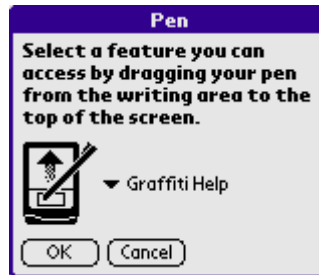 Pen
Select a feature you can
access by dragging your pen
from the writing area to the
top of the screen.
Graffiti Help
OK Cancel